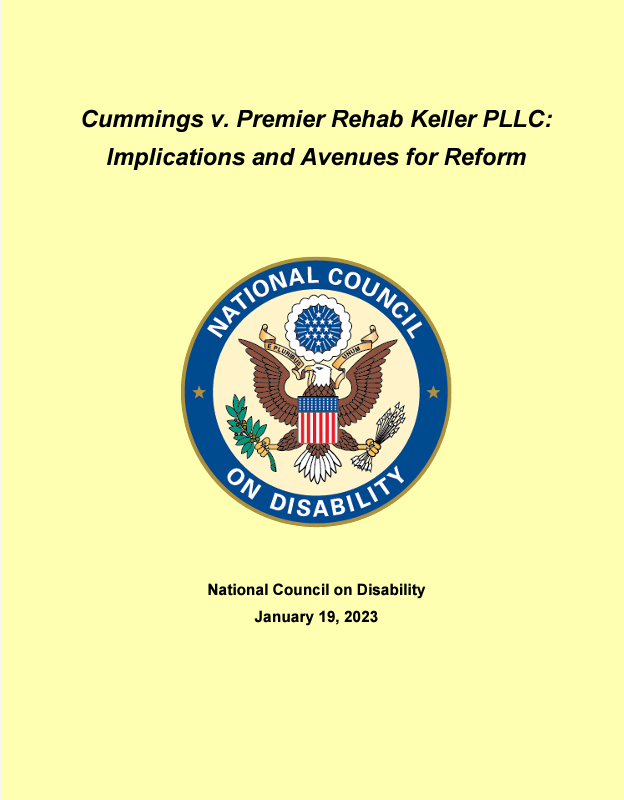 Cummings v. Premier Rehab Keller PLLC:
Implications and Avenues for Reform
NATIONAL COUNCIL
E PLURIBUS UNUM
ON DISABILITY
National Council on Disability
January 19, 2023